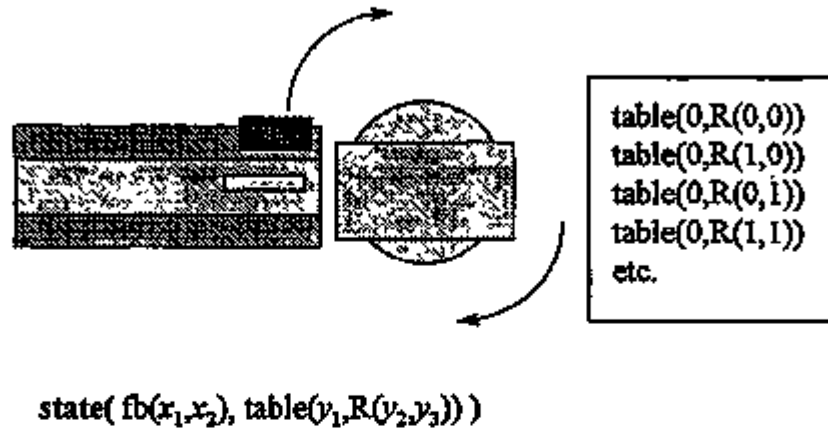 table(0,R(0,0))
table(0,R(1,0))
table(0,R(0,1))
table(0,R(1,1))
etc.
state( fb(x₁,x₂), table(y₁,R(y₂,y₃)) )